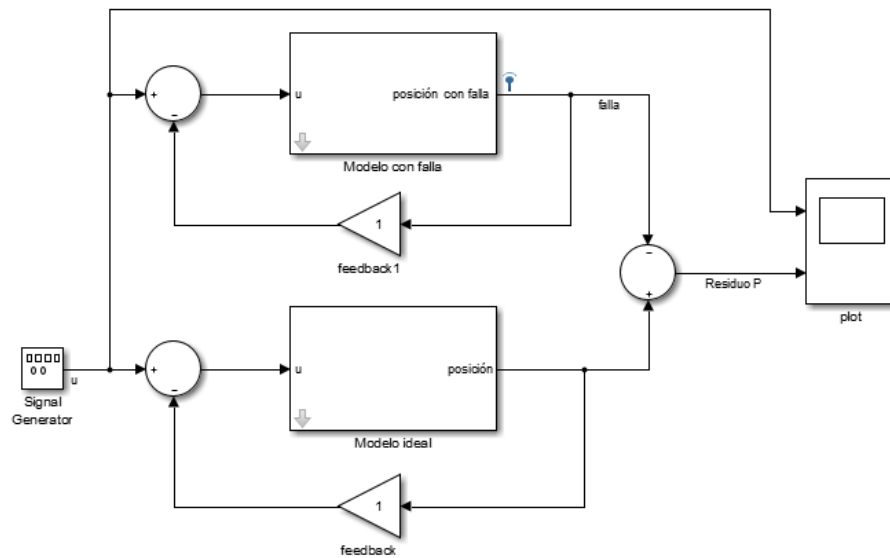 +
−
u
posición con falla
falla
Modelo con falla
1
feedback1
−
+
Residuo P
plot
Signal
Generator
u
+
−
u
posición
Modelo ideal
1
feedback